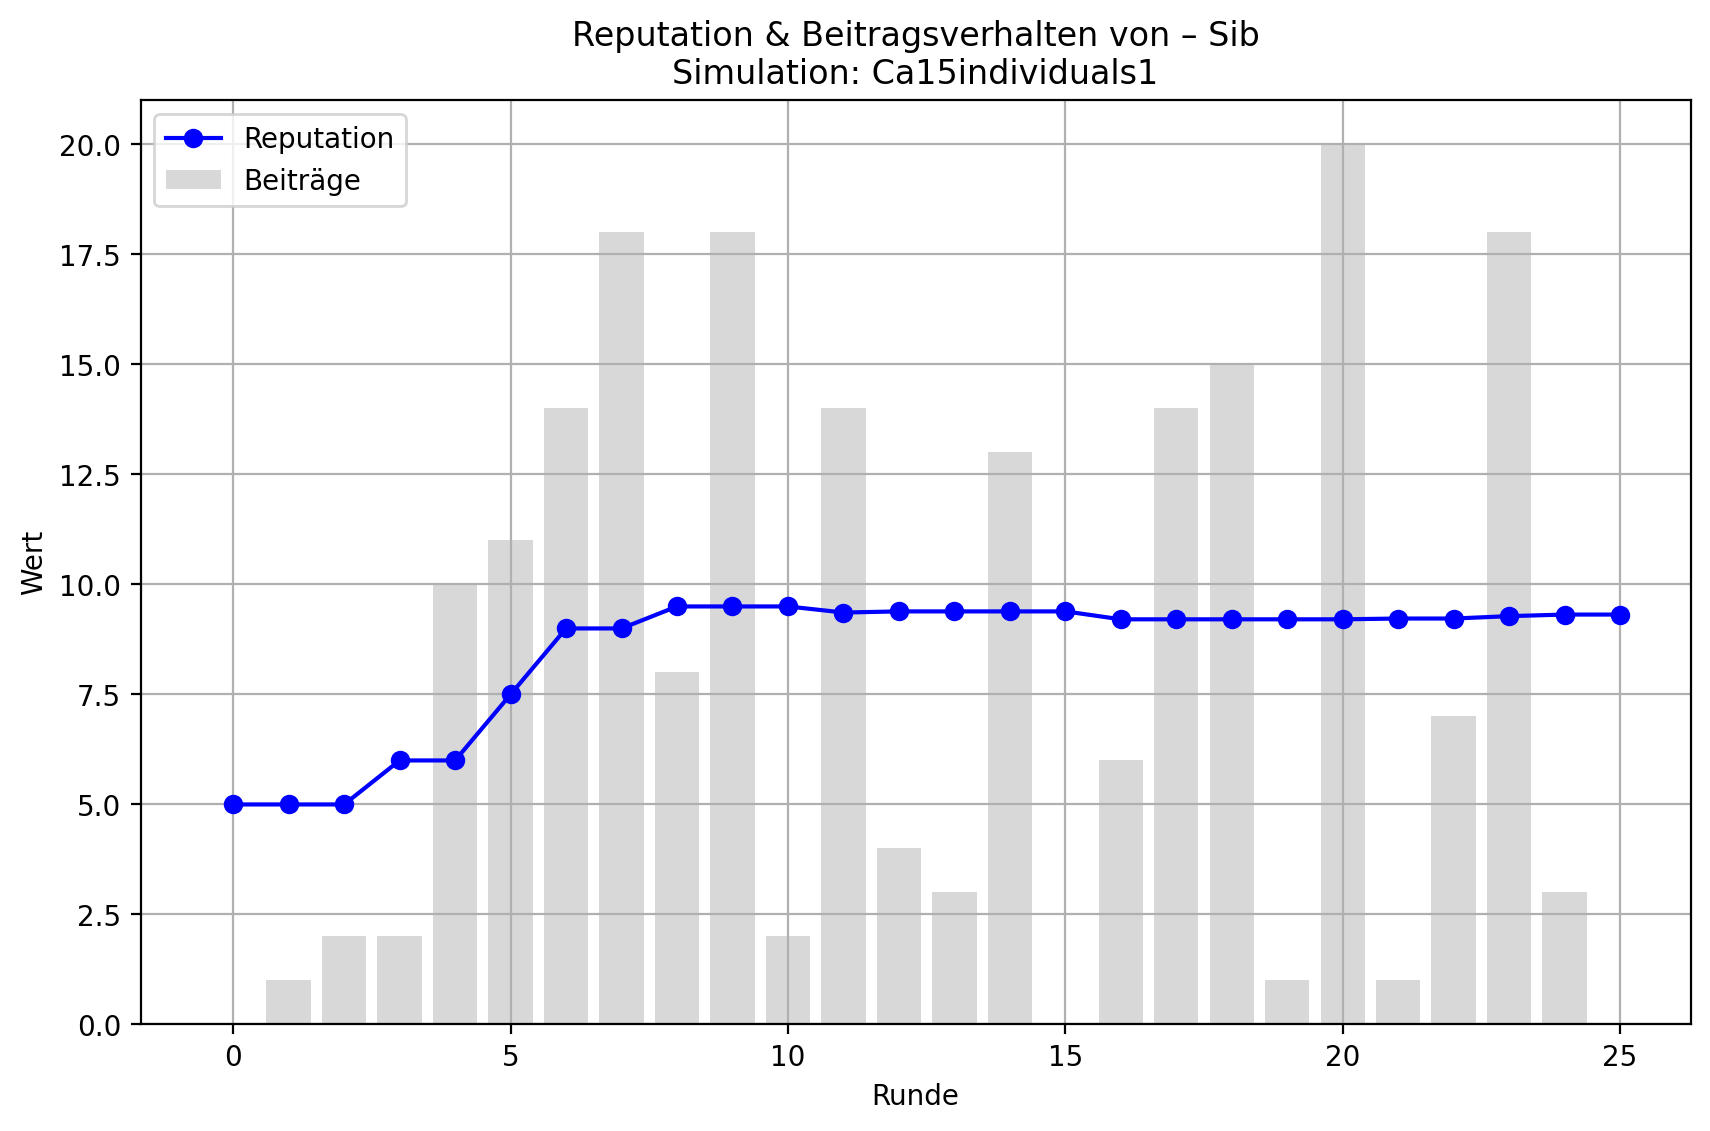 Reputation & Beitragsverhalten von – Sib
Simulation: Ca15individuals1
Reputation
Beiträge
20.0
17.5
15.0
12.5
10.0
7.5
5.0
2.5
0.0
Wert
0 5 10 15 20 25
Runde